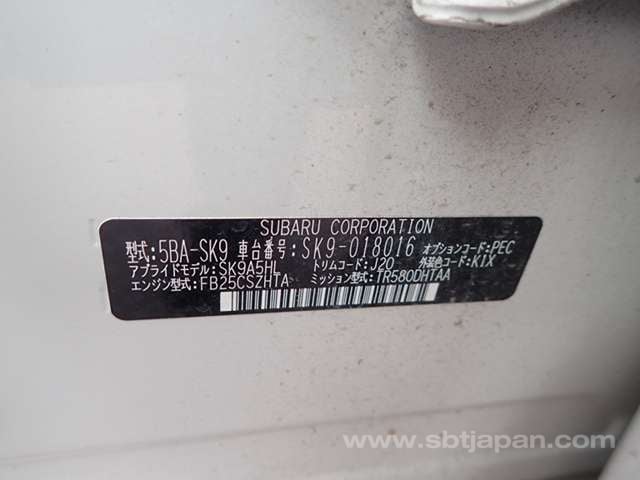 SUBARU CORPORATION
型式:5BA-SK9 車台番号:SK9-018016 オプションコード:PEC
アプライドモデル:SK9A5HL トリムコード:J20 外装色コード:K1X
エンジン型式:FB25CSZHTA ミッション型式:TR580DHTAA
www.sbtjapan.com